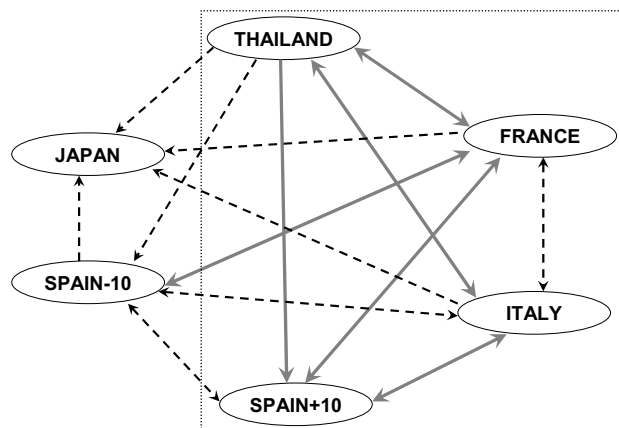 THAILAND
FRANCE
JAPAN
SPAIN-10
ITALY
SPAIN+10